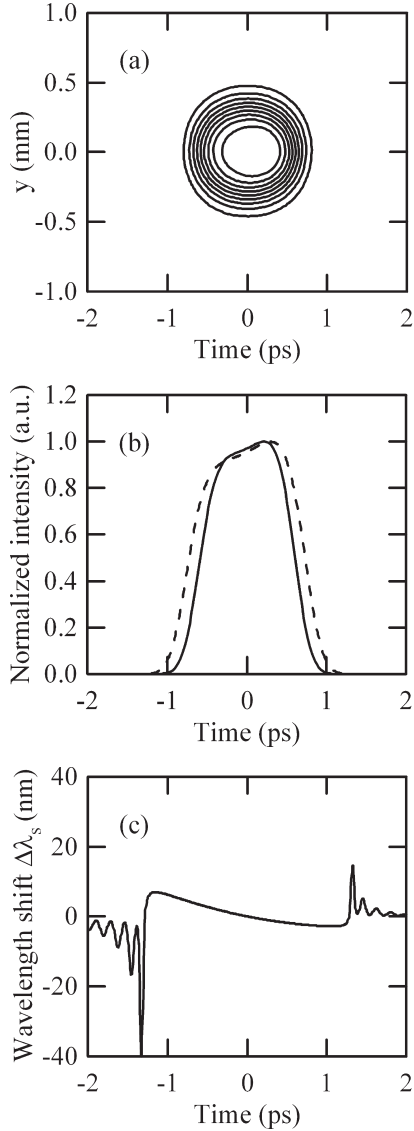 1.0
(a)
0.5
y (mm)
0.0
-0.5
-1.0
-2 -1 0 1 2
Time (ps)
1.2
(b)
1.0
Normalized intensity (a.u.)
0.8
0.6
0.4
0.2
0.0
-2 -1 0 1 2
Time (ps)
40
(c)
20
Wavelength shift Δλs (nm)
0
-20
-40
-2 -1 0 1 2
Time (ps)